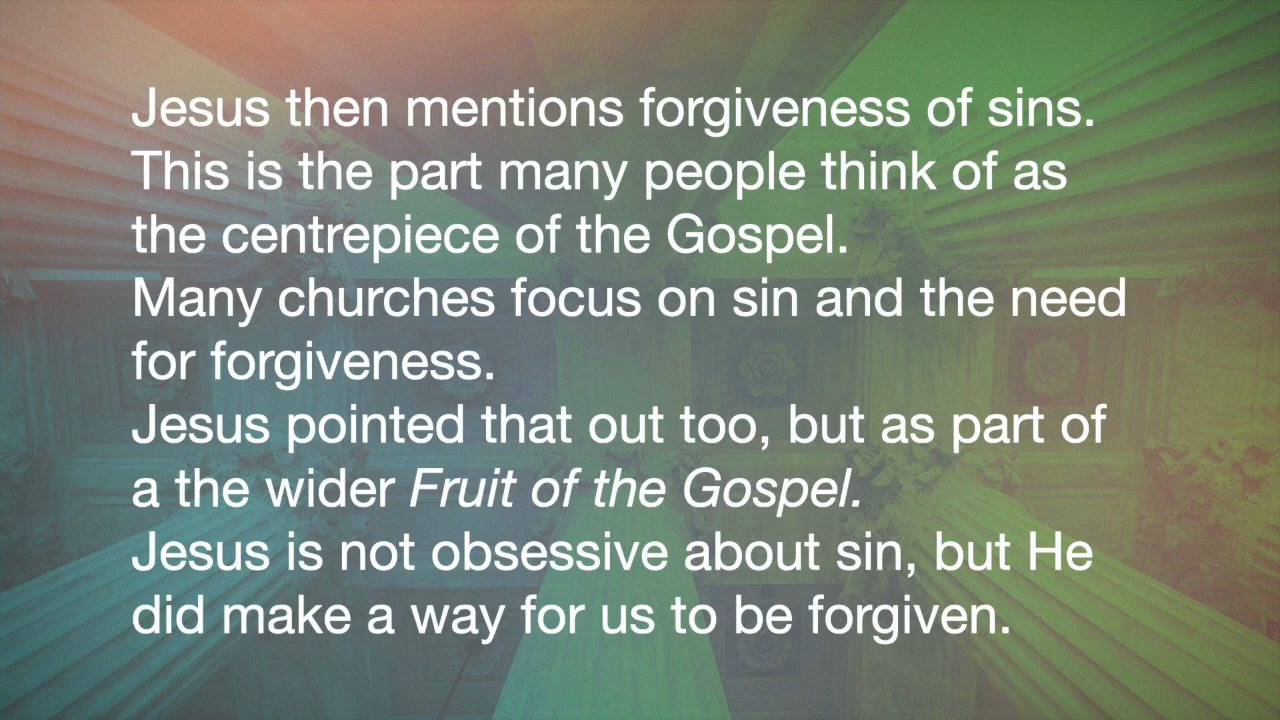 Jesus then mentions forgiveness of sins.
This is the part many people think of as
the centrepiece of the Gospel.
Many churches focus on sin and the need
for forgiveness.
Jesus pointed that out too, but as part of
a the wider Fruit of the Gospel.
Jesus is not obsessive about sin, but He
did make a way for us to be forgiven.